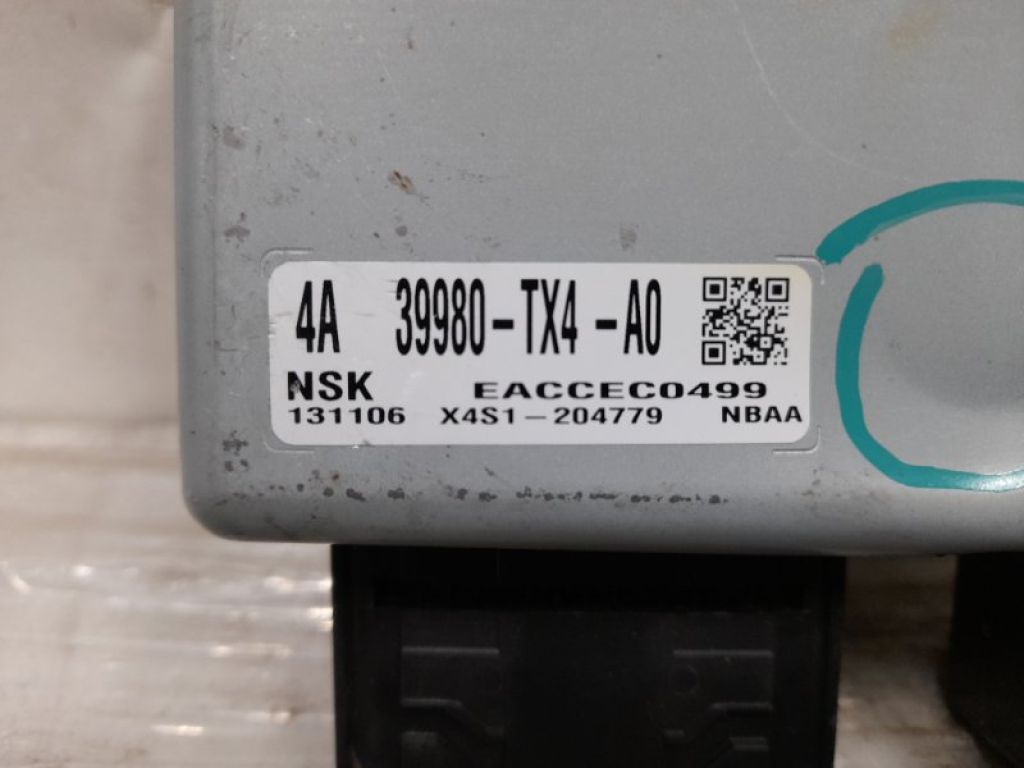 4A 39980-TX4-A0
NSK EACCEC0499
131106 X4S1-204779 NBAA